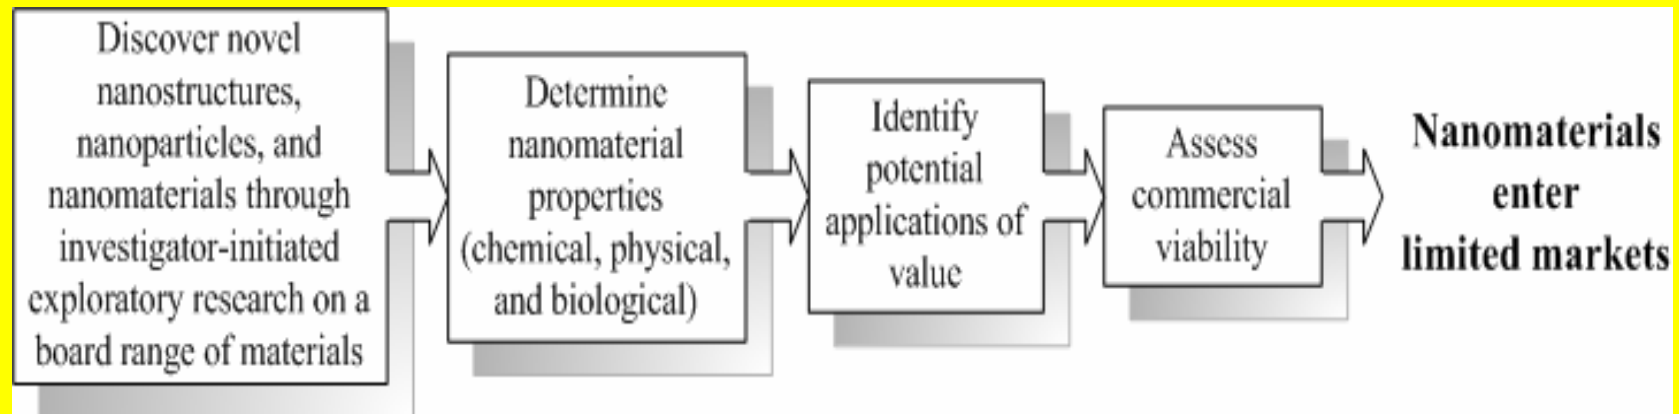 Discover novel
nanostructures,
nanoparticles, and
nanomaterials through
investigator-initiated
exploratory research on a
board range of materials
Determine
nanomaterial
properties
(chemical, physical,
and biological)
Identify
potential
applications of
value
Assess
commercial
viability
Nanomaterials
enter
limited markets